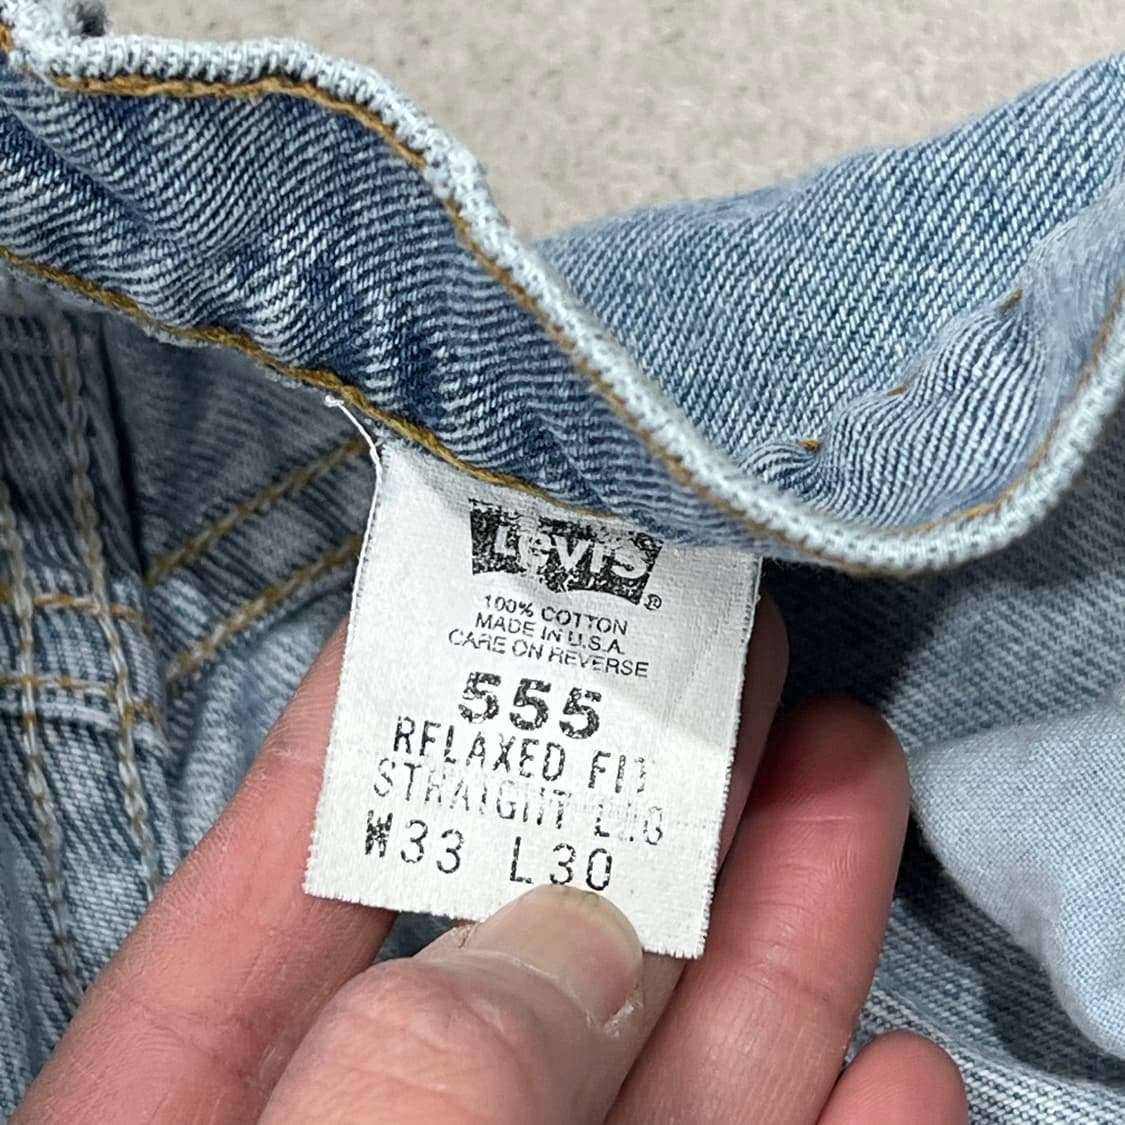 Levi's®
100% COTTON
MADE IN U.S.A.
CARE ON REVERSE
555
RELAXED FIT
STRAIGHT LEG
W33 L30